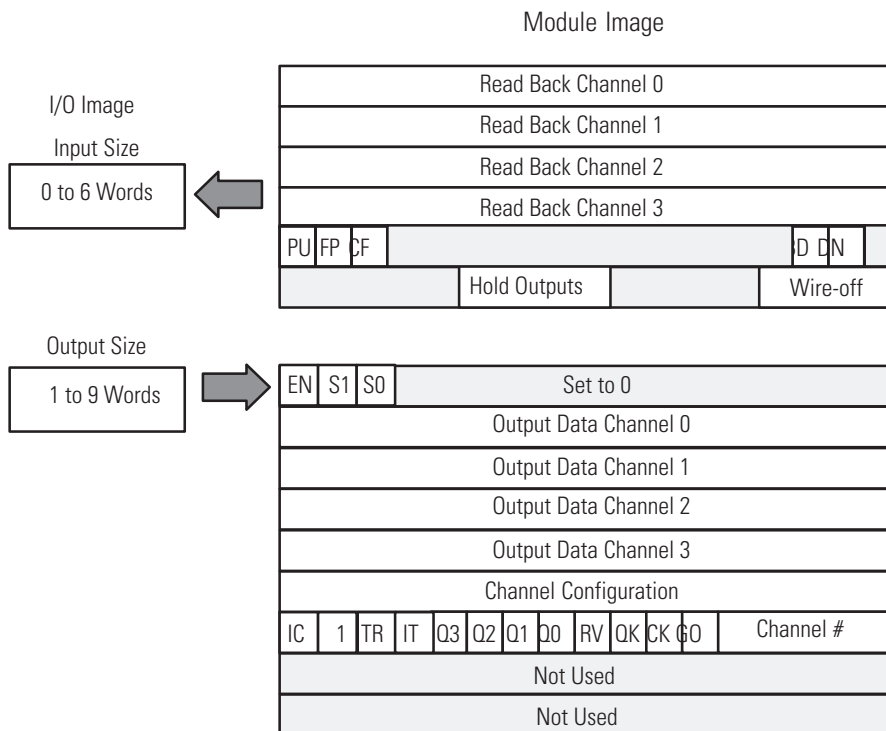 Module Image
I/O Image
Input Size
0 to 6 Words
Read Back Channel 0
Read Back Channel 1
Read Back Channel 2
Read Back Channel 3
PU FP CF D DN
Hold Outputs Wire-off
Output Size
1 to 9 Words
EN S1 S0 Set to 0
Output Data Channel 0
Output Data Channel 1
Output Data Channel 2
Output Data Channel 3
Channel Configuration
IC 1 TR IT Q3 Q2 Q1 Q0 RV QK CK GO Channel #
Not Used
Not Used